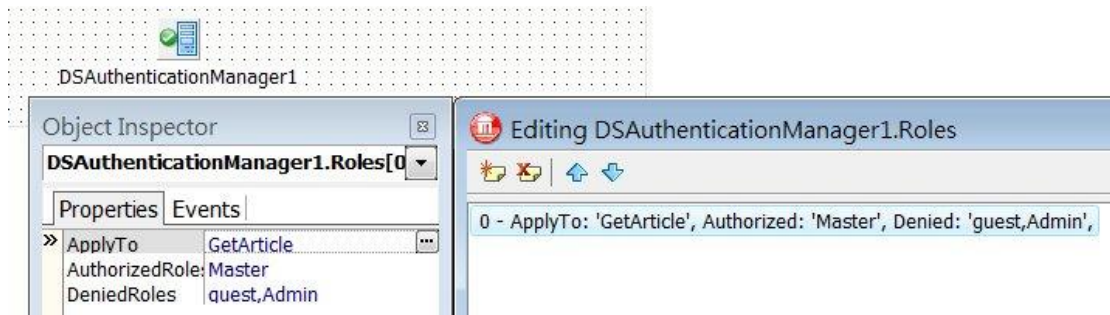 DSAuthenticationManager1
Object Inspector
DSAuthenticationManager1.Roles[0
Properties Events
ApplyTo GetArticle
AuthorizedRoles Master
DeniedRoles guest,Admin
Editing DSAuthenticationManager1.Roles
0 - ApplyTo: 'GetArticle', Authorized: 'Master', Denied: 'guest,Admin',